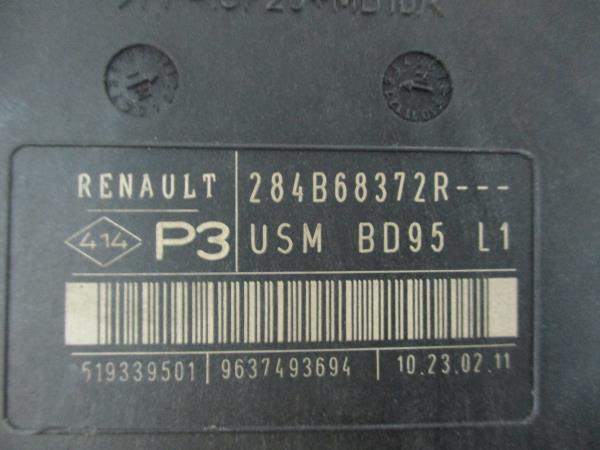 RENAULT 284B68372R---
414 P3 USM BD95 L1
519339501 9637493694 10.23.02.11